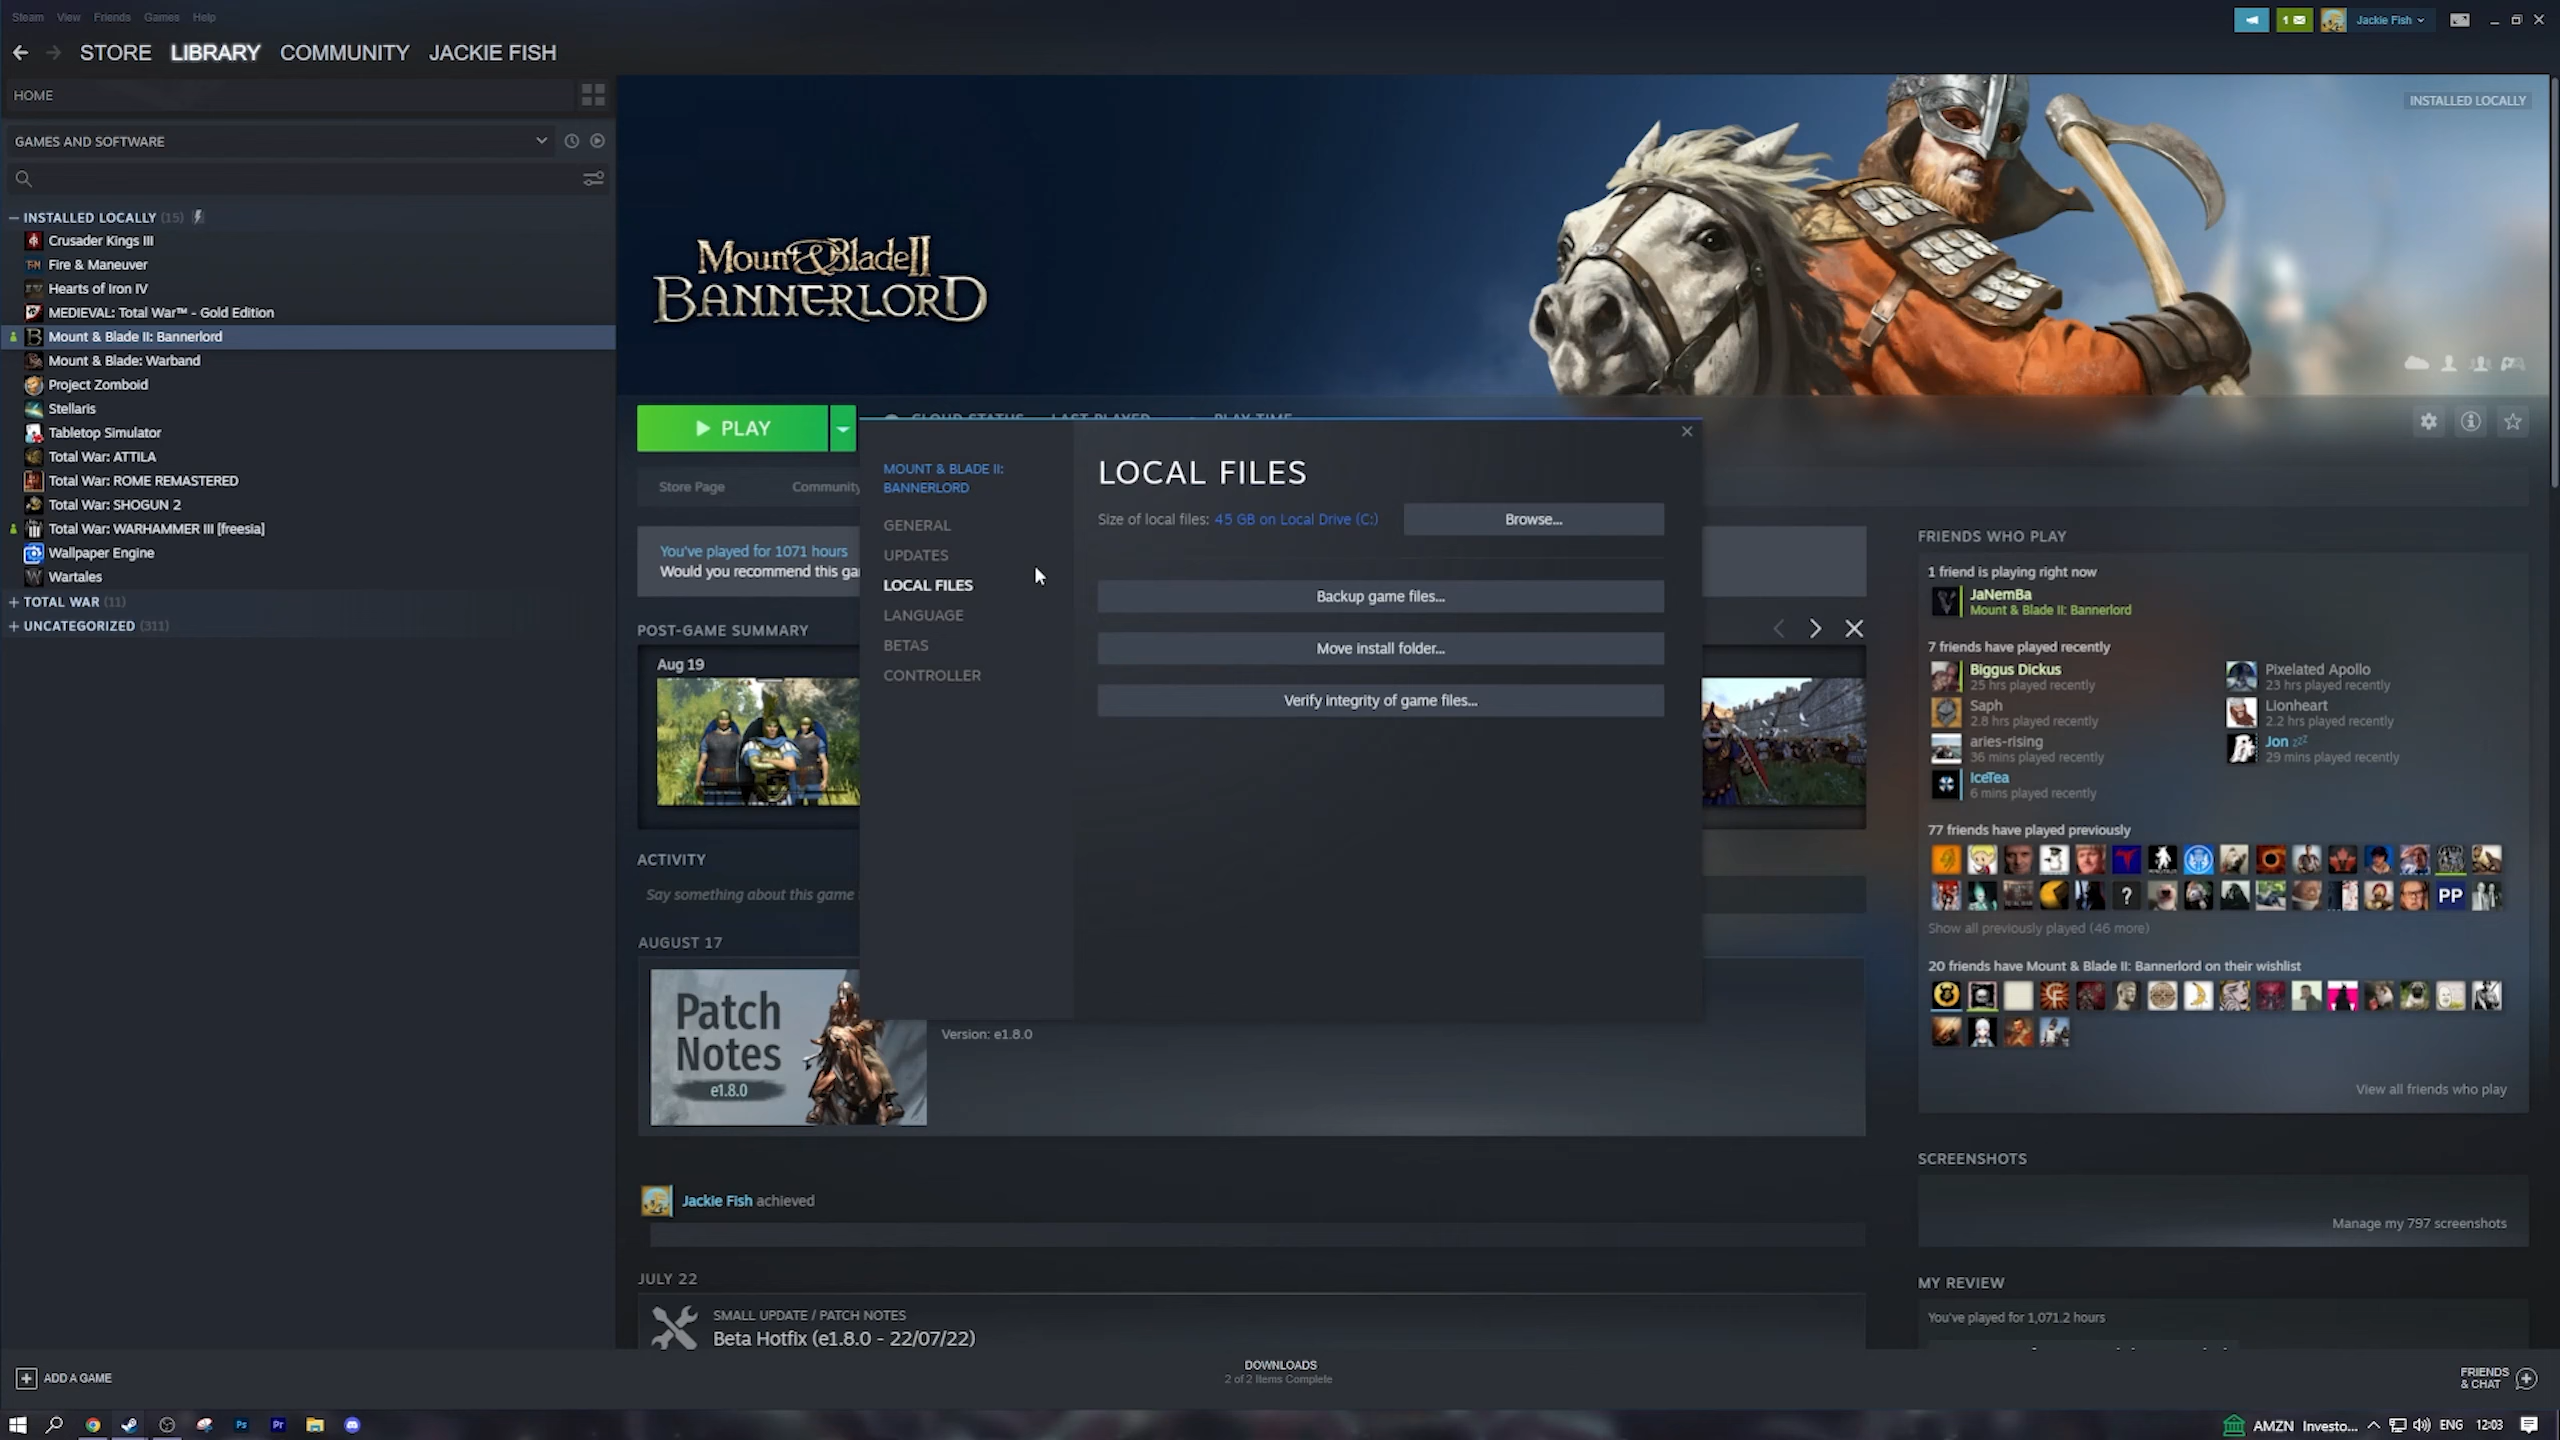 Steam View Friends Games Help
1
Jackie Fish
STORE LIBRARY COMMUNITY JACKIE FISH
HOME
INSTALLED LOCALLY
GAMES AND SOFTWARE
INSTALLED LOCALLY (15)
Crusader Kings III
Fire & Maneuver
Hearts of Iron IV
MEDIEVAL: Total War™ - Gold Edition
Mount & Blade II: Bannerlord
Mount & Blade: Warband
Project Zomboid
Stellaris
Tabletop Simulator
Total War: ATTILA
Total War: ROME REMASTERED
Total War: SHOGUN 2
Total War: WARHAMMER III [freesia]
Wallpaper Engine
Wartales
+ TOTAL WAR (11)
+ UNCATEGORIZED (311)
Mount & Blade II
BANNERLORD
PLAY
CLOUD STATUS LAST PLAYED PLAY TIME
Store Page Community
You've played for 1071 hours
Would you recommend this ga
POST-GAME SUMMARY
Aug 19
ACTIVITY
Say something about this game
AUGUST 17
Patch
Notes
e1.8.0
Version: e1.8.0
Jackie Fish achieved
JULY 22
SMALL UPDATE / PATCH NOTES
Beta Hotfix (e1.8.0 - 22/07/22)
MOUNT & BLADE II:
BANNERLORD
GENERAL
UPDATES
LOCAL FILES
LANGUAGE
BETAS
CONTROLLER
LOCAL FILES
Size of local files: 45 GB on Local Drive (C:)
Browse...
Backup game files...
Move install folder...
Verify integrity of game files...
FRIENDS WHO PLAY
1 friend is playing right now
JaNemBa
Mount & Blade II: Bannerlord
7 friends have played recently
Biggus Dickus
25 hrs played recently
Pixelated Apollo
23 hrs played recently
Saph
2.8 hrs played recently
Lionheart
2.2 hrs played recently
aries-rising
36 mins played recently
Jon zzZ
29 mins played recently
IceTea
6 mins played recently
77 friends have played previously
?
PP
Show all previously played (46 more)
20 friends have Mount & Blade II: Bannerlord on their wishlist
View all friends who play
SCREENSHOTS
Manage my 797 screenshots
MY REVIEW
You've played for 1,071.2 hours
ADD A GAME
DOWNLOADS
2 of 2 Items Complete
FRIENDS
& CHAT
Ps Pr
AMZN Investo... ENG 12:03